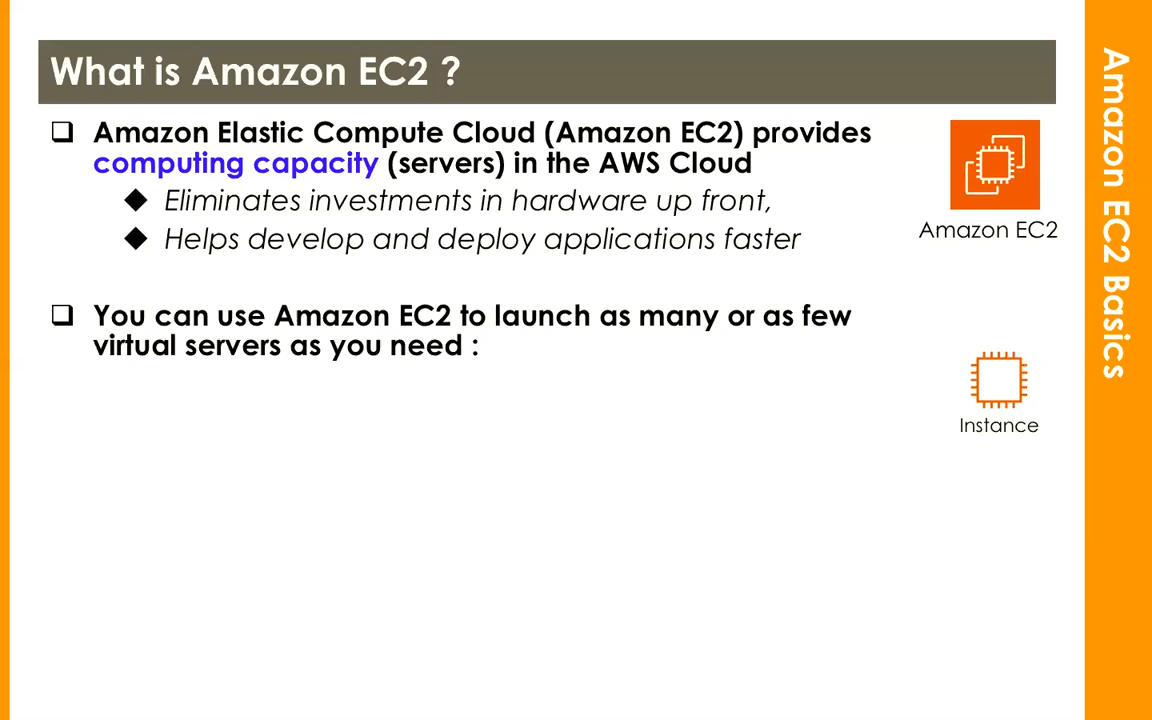 What is Amazon EC2 ?
❑ Amazon Elastic Compute Cloud (Amazon EC2) provides
computing capacity (servers) in the AWS Cloud
◆ Eliminates investments in hardware up front,
◆ Helps develop and deploy applications faster
Amazon EC2
❑ You can use Amazon EC2 to launch as many or as few
virtual servers as you need :
Instance
Amazon EC2 Basics